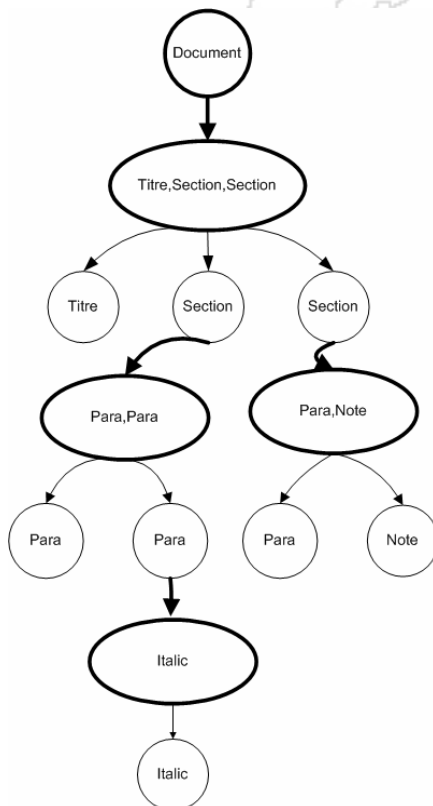 Document
Titre,Section,Section
Titre
Section
Section
Para,Para
Para,Note
Para
Para
Para
Note
Italic
Italic